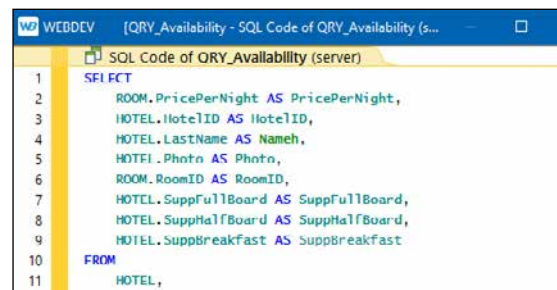 WEBDEV [QRY_Availability - SQL Code of QRY_Availability (s...
SQL Code of QRY_Availability (server)
1 SELECT
2 ROOM.PricePerNight AS PricePerNight,
3 HOTEL.HotelID AS HotelID,
4 HOTEL.LastName AS Nameh,
5 HOTEL.Photo AS Photo,
6 ROOM.RoomID AS RoomID,
7 HOTEL.SuppFullBoard AS SuppFullBoard,
8 HOTEL.SuppHalfBoard AS SuppHalfBoard,
9 HOTEL.SuppBreakfast AS SuppBreakfast
10 FROM
11 HOTEL,